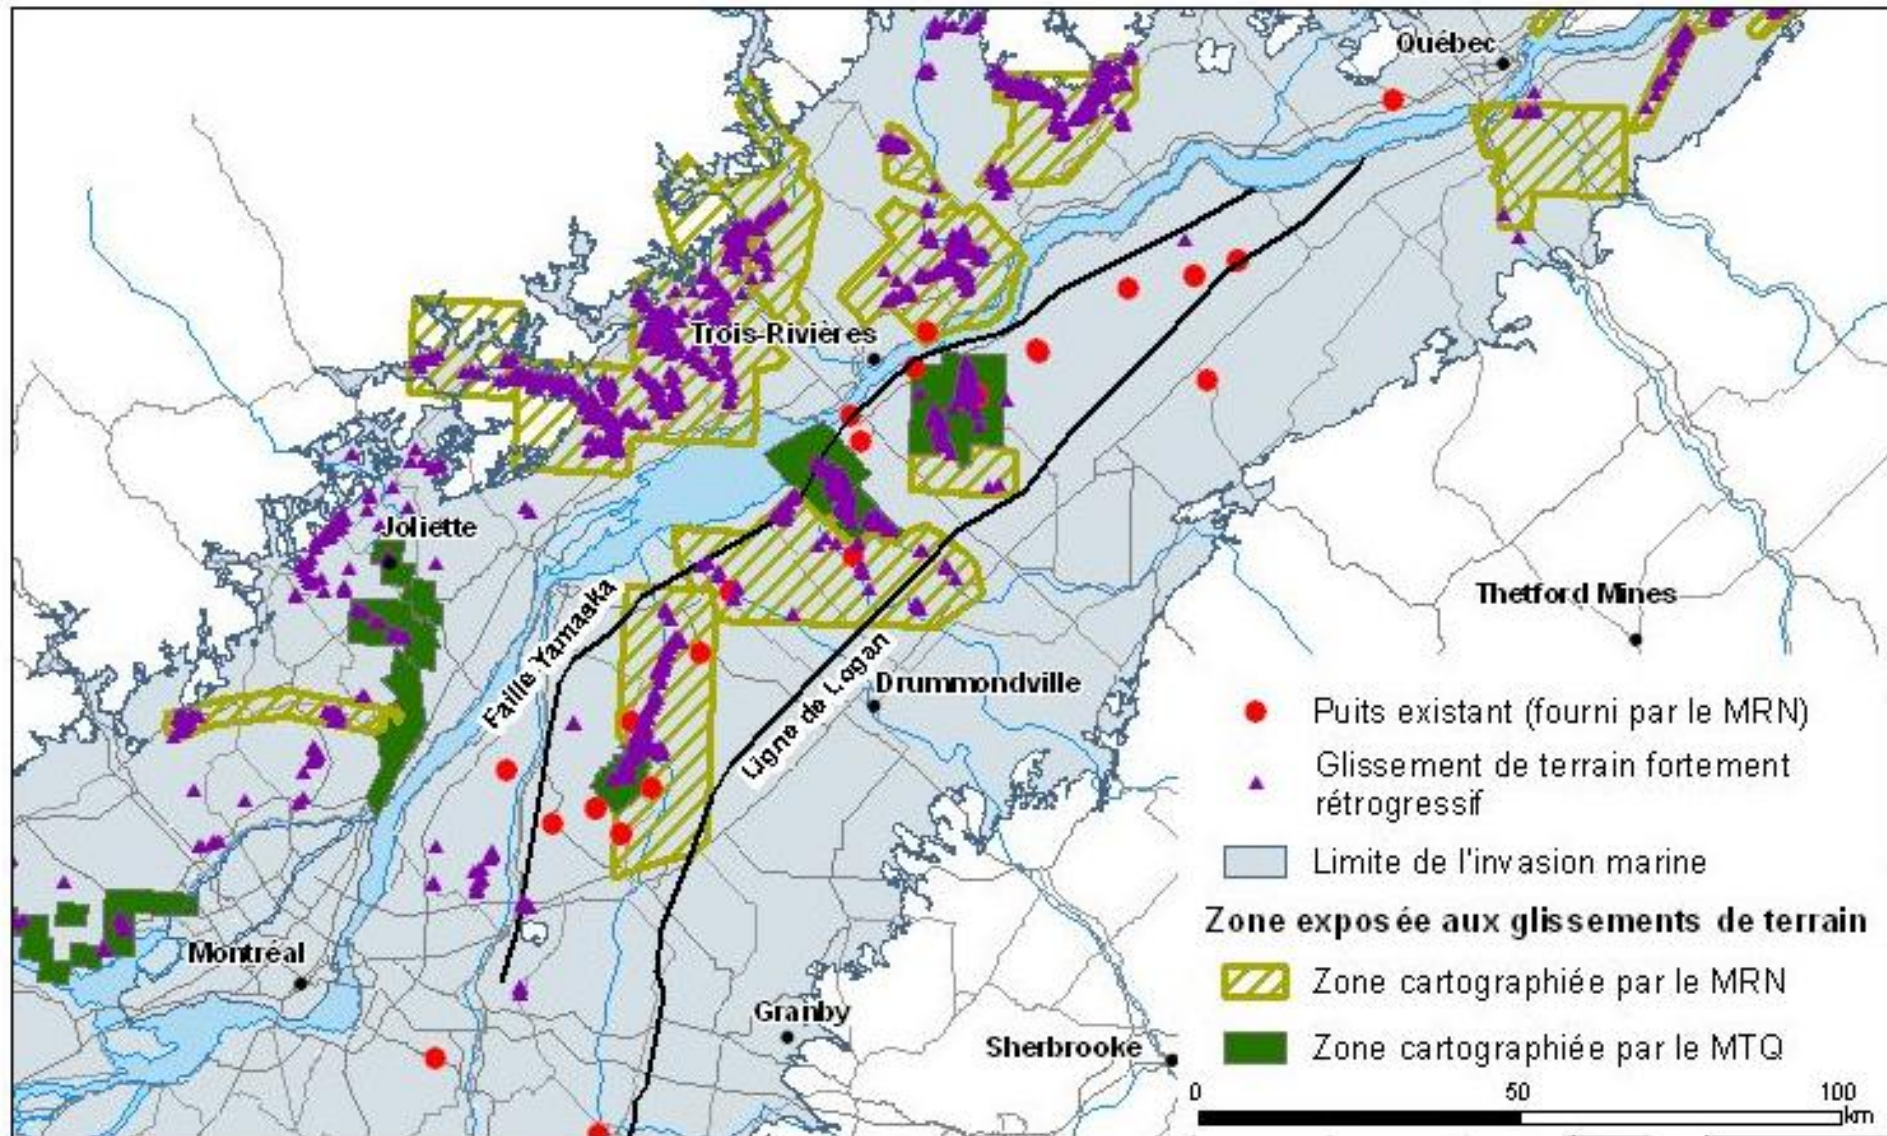 Québec
Trois-Rivières
Joliette
Faille Yamaska
Thetford Mines
Ligne de Logan
Drummondville
Puits existant (fourni par le MRN)
Glissement de terrain fortement
rétrogressif
Limite de l'invasion marine
Zone exposée aux glissements de terrain
Montréal
Zone cartographiée par le MRN
Granby
Sherbrooke
Zone cartographiée par le MTQ
0 50 100
km